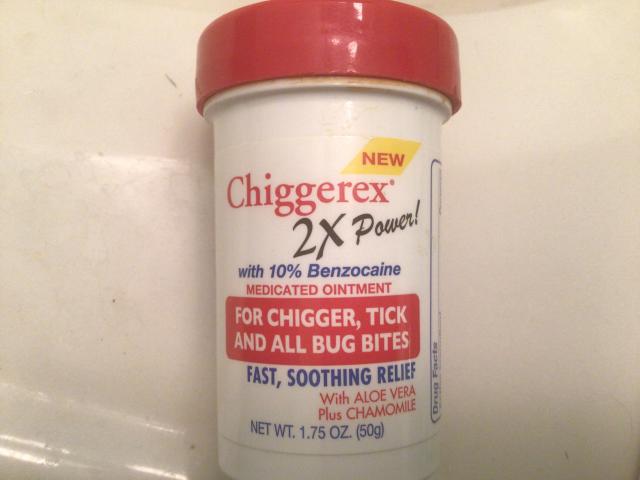 NEW
Chiggerex®
2X Power!
with 10% Benzocaine
MEDICATED OINTMENT
FOR CHIGGER, TICK
AND ALL BUG BITES
FAST, SOOTHING RELIEF
With ALOE VERA
Plus CHAMOMILE
NET WT. 1.75 OZ. (50g)
Drug Facts